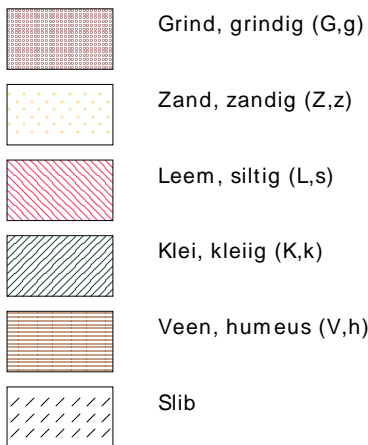 Grind, grindig (G,g)
Zand, zandig (Z,z)
Leem, siltig (L,s)
Klei, kleiig (K,k)
Veen, humeus (V,h)
Slib